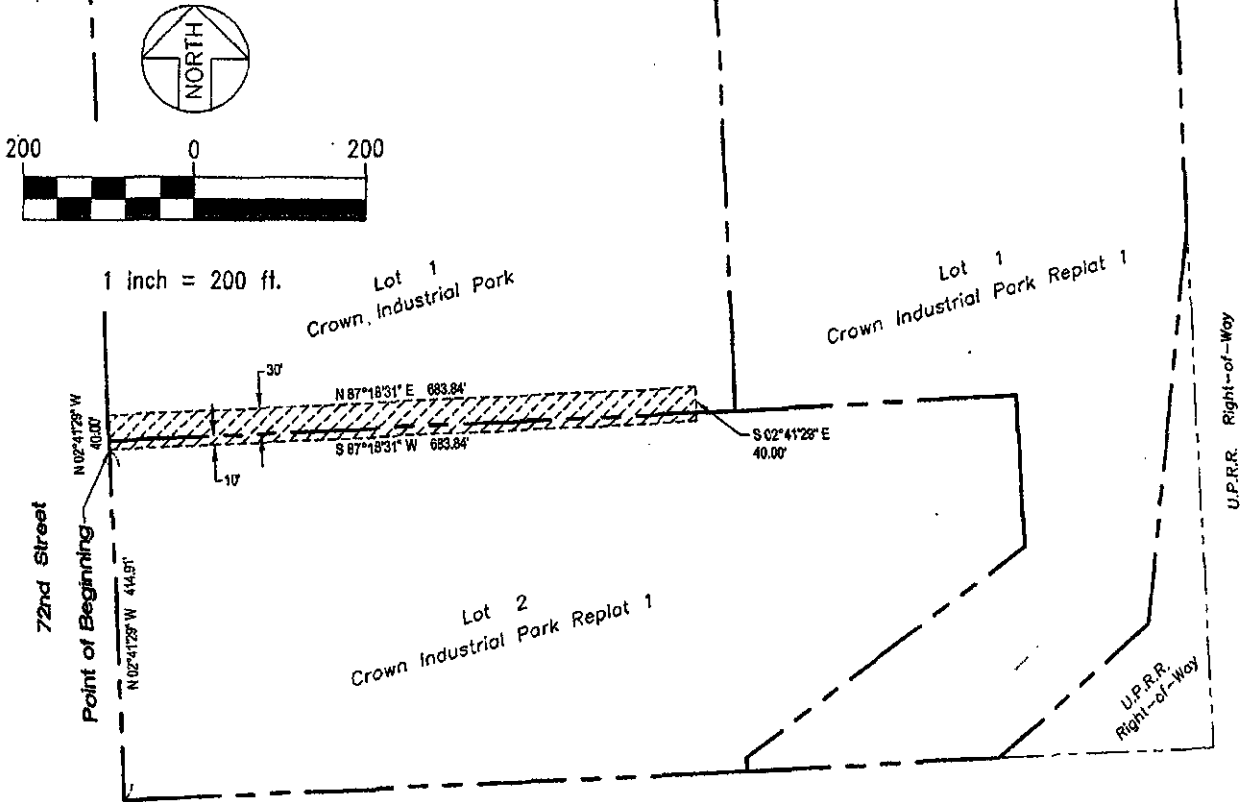 NORTH
200 0 200
1 inch = 200 ft.
Lot 1
Crown Industrial Park
Lot 1
Crown Industrial Park Replat 1
U.P.R.R. Right-of-Way
30'
N 87°18'31" E 683.84'
N 02°41'29" W
40.00'
S 87°18'31" W 683.84'
S 02°41'29" E
40.00'
10'
72nd Street
Point of Beginning
N 02°41'29" W 414.91'
Lot 2
Crown Industrial Park Replat 1
U.P.R.R.
Right-of-Way